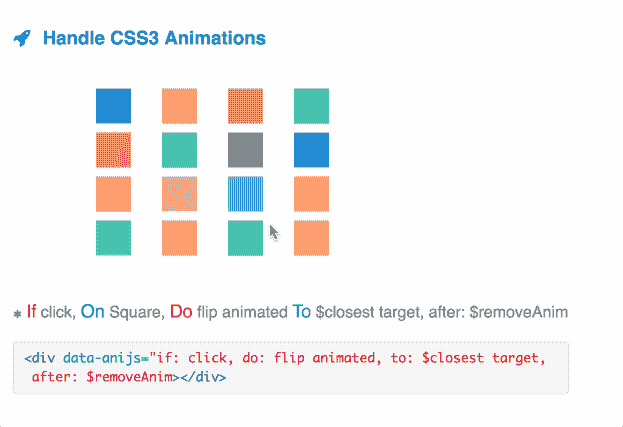 Handle CSS3 Animations
* If click, On Square, Do flip animated To $closest target, after: $removeAnim
<div data-anijs="if: click, do: flip animated, to: $closest target,
after: $removeAnim></div>